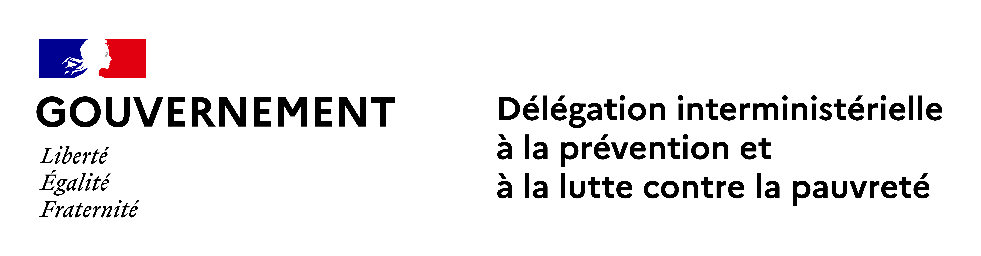 GOUVERNEMENT
Liberté
Égalité
Fraternité
Délégation interministérielle
à la prévention et
à la lutte contre la pauvreté